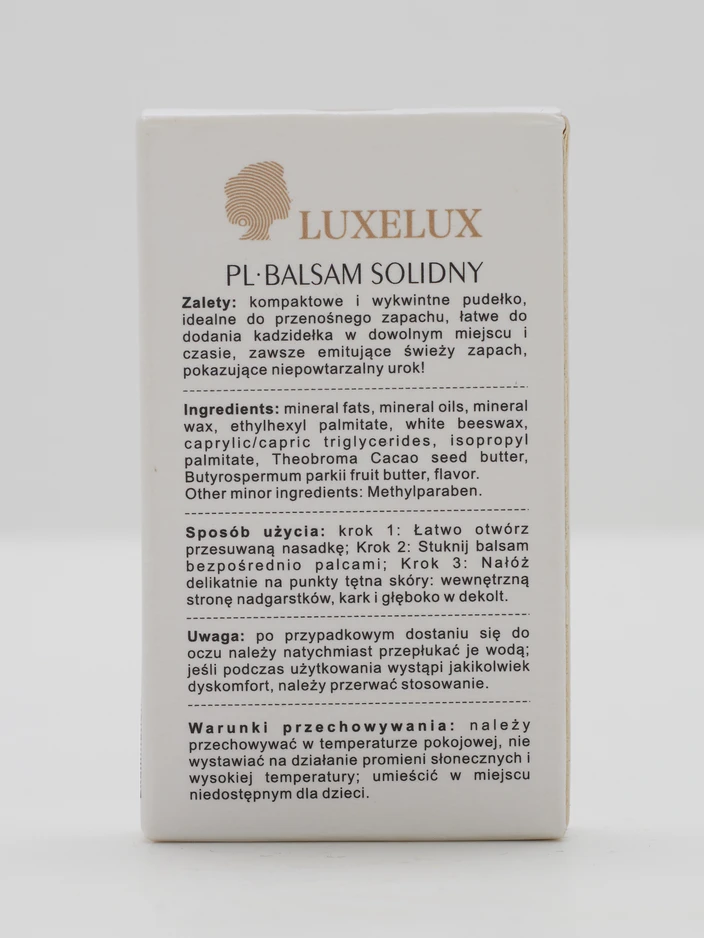 LUXELUX
PL·BALSAM SOLIDNY
Zalety: kompaktowe i wykwintne pudełko,
idealne do przenośnego zapachu, łatwe do
dodania kadzidełka w dowolnym miejscu i
czasie, zawsze emitujące świeży zapach,
pokazujące niepowtarzalny urok!
Ingredients: mineral fats, mineral oils, mineral
wax, ethylhexyl palmitate, white beeswax,
caprylic/capric triglycerides, isopropyl
palmitate, Theobroma Cacao seed butter,
Butyrospermum parkii fruit butter, flavor.
Other minor ingredients: Methylparaben.
Sposób użycia: krok 1: Łatwo otwórz
przesuwaną nasadkę; Krok 2: Stuknij balsam
bezpośrednio palcami; Krok 3: Nałóż
delikatnie na punkty tętna skóry: wewnętrzną
stronę nadgarstków, kark i głęboko w dekolt.
Uwaga: po przypadkowym dostaniu się do
oczu należy natychmiast przepłukać je wodą;
jeśli podczas użytkowania wystąpi jakikolwiek
dyskomfort, należy przerwać stosowanie.
Warunki przechowywania: należy
przechowywać w temperaturze pokojowej, nie
wystawiać na działanie promieni słonecznych i
wysokiej temperatury; umieścić w miejscu
niedostępnym dla dzieci.